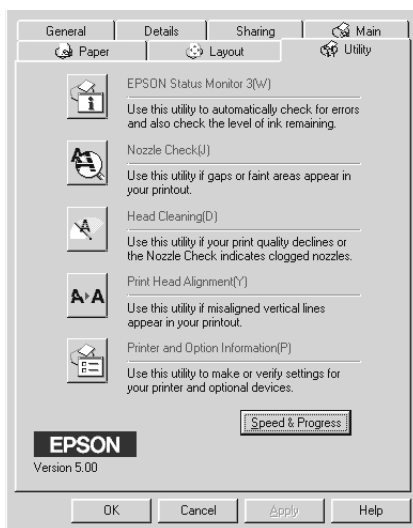 General Details Sharing Main
Paper Layout Utility
EPSON Status Monitor 3(W)
Use this utility to automatically check for errors
and also check the level of ink remaining.
Nozzle Check(J)
Use this utility if gaps or faint areas appear in
your printout.
Head Cleaning(D)
Use this utility if your print quality declines or
the Nozzle Check indicates clogged nozzles.
Print Head Alignment(Y)
Use this utility if misaligned vertical lines
appear in your printout.
Printer and Option Information(P)
Use this utility to make or verify settings for
your printer and optional devices.
Speed & Progress
EPSON
Version 5.00
OK Cancel Apply Help